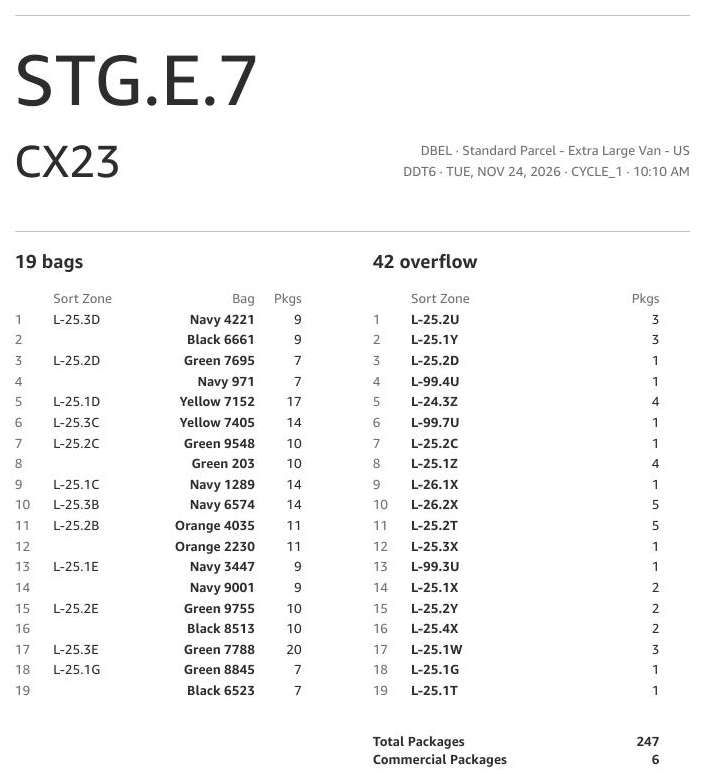 STG.E.7
CX23
DBEL · Standard Parcel - Extra Large Van - US
DDT6 · TUE, NOV 24, 2026 · CYCLE_1 · 10:10 AM
19 bags
Sort Zone Bag Pkgs
1 L-25.3D Navy 4221 9
2 Black 6661 9
3 L-25.2D Green 7695 7
4 Navy 971 7
5 L-25.1D Yellow 7152 17
6 L-25.3C Yellow 7405 14
7 L-25.2C Green 9548 10
8 Green 203 10
9 L-25.1C Navy 1289 14
10 L-25.3B Navy 6574 14
11 L-25.2B Orange 4035 11
12 Orange 2230 11
13 L-25.1E Navy 3447 9
14 Navy 9001 9
15 L-25.2E Green 9755 10
16 Black 8513 10
17 L-25.3E Green 7788 20
18 L-25.1G Green 8845 7
19 Black 6523 7
42 overflow
Sort Zone Pkgs
1 L-25.2U 3
2 L-25.1Y 3
3 L-25.2D 1
4 L-99.4U 1
5 L-24.3Z 4
6 L-99.7U 1
7 L-25.2C 1
8 L-25.1Z 4
9 L-26.1X 1
10 L-26.2X 5
11 L-25.2T 5
12 L-25.3X 1
13 L-99.3U 1
14 L-25.1X 2
15 L-25.2Y 2
16 L-25.4X 2
17 L-25.1W 3
18 L-25.1G 1
19 L-25.1T 1
Total Packages 247
Commercial Packages 6